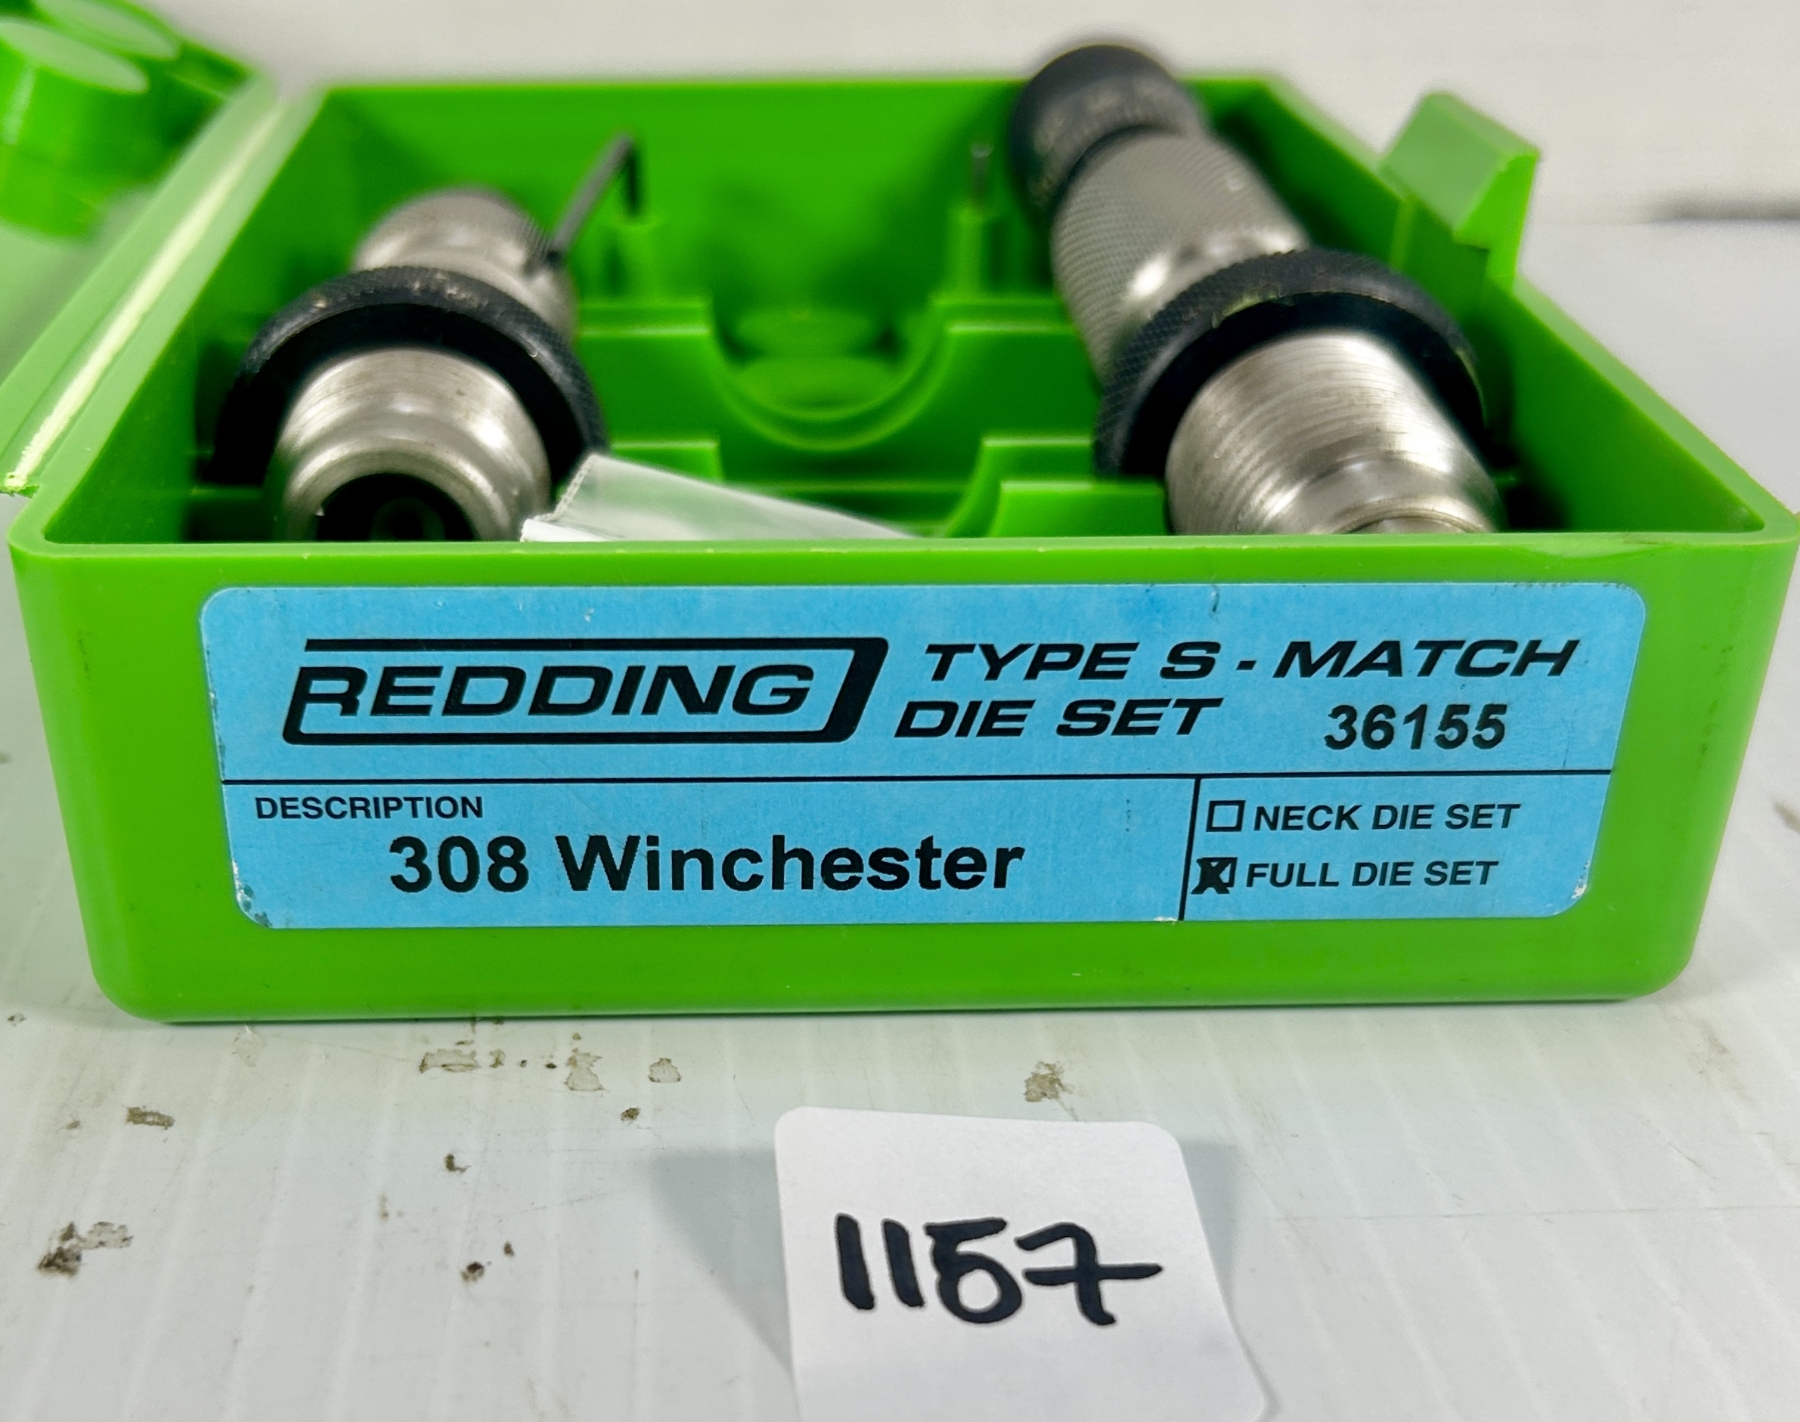 REDDING TYPE S - MATCH
DIE SET 36155
DESCRIPTION
308 Winchester
NECK DIE SET
X FULL DIE SET
1157